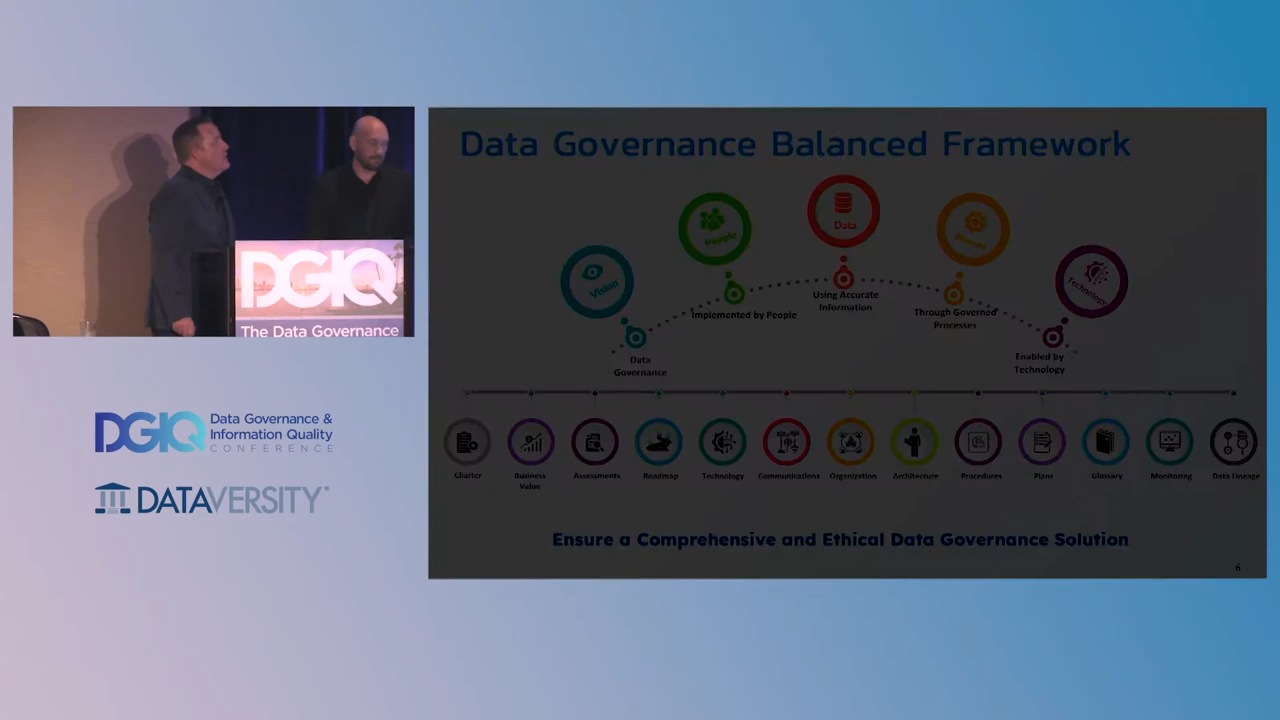 DGIQ
The Data Governance
DGIQ
Data Governance &
Information Quality
CONFERENCE
DATAVERSITY
Data Governance Balanced Framework
Vision
People
Data
Process
Technology
Data
Governance
Implemented by People
Using Accurate
Information
Through Governed
Processes
Enabled by
Technology
Charter
Business
Value
Assessments
Roadmap
Technology
Communications
Organization
Architecture
Procedures
Plans
Glossary
Monitoring
Data Lineage
Ensure a Comprehensive and Ethical Data Governance Solution
6